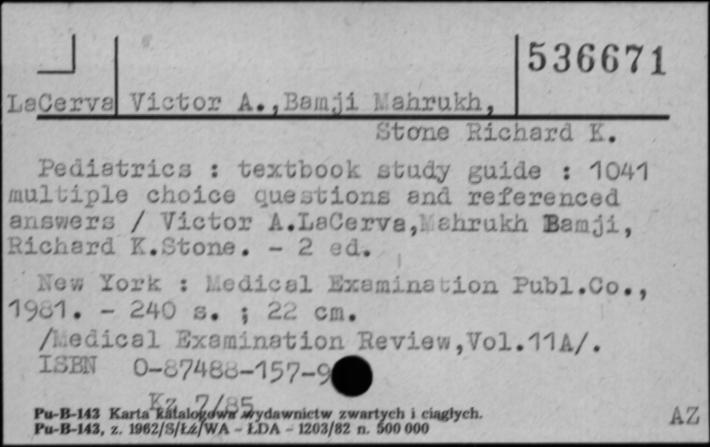 536671
LaCerva Victor A.,Bamji Mahrukh,
Stone Richard K.
Pediatrics : textbook study guide : 1041
multiple choice questions and referenced
answers / Victor A.LaCerva,Mahrukh Bamji,
Richard K.Stone. - 2 ed.
New York : Medical Examination Publ.Co.,
1981. - 240 s. ; 22 cm.
/Medical Examination Review,Vol.11A/.
ISBN 0-87488-157-9
Kz 7/85
Pu-B-143 Karta katalogowa wydawnictw zwartych i ciągłych.
Pu-B-143, z. 1962/S/Łź/WA - ŁDA - 1203/82 n. 500 000
AZ